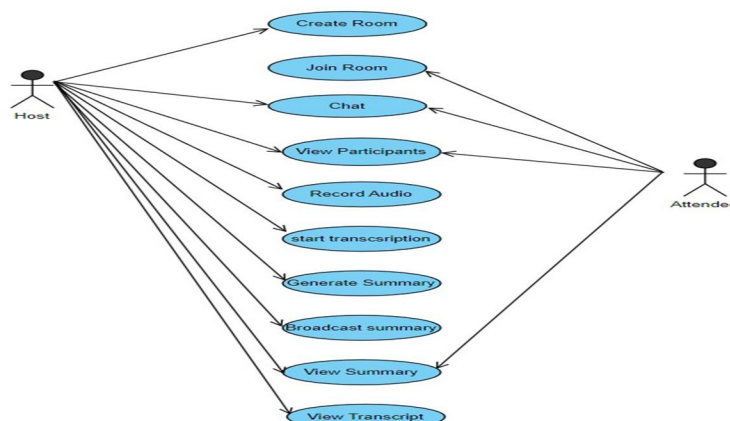 Create Room
Join Room
Host
Chat
View Participants
Record Audio
Attende
start transcsription
Generate Summary
Broadcast summary
View Summary
View Transcript